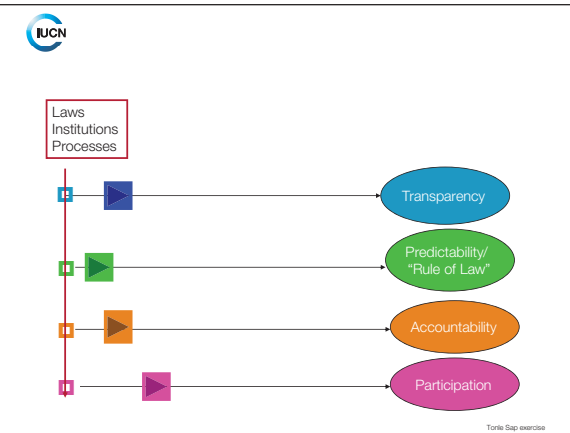 IUCN
Laws
Institutions
Processes
Transparency
Predictability/
“Rule of Law”
Accountability
Participation
Tonle Sap exercise